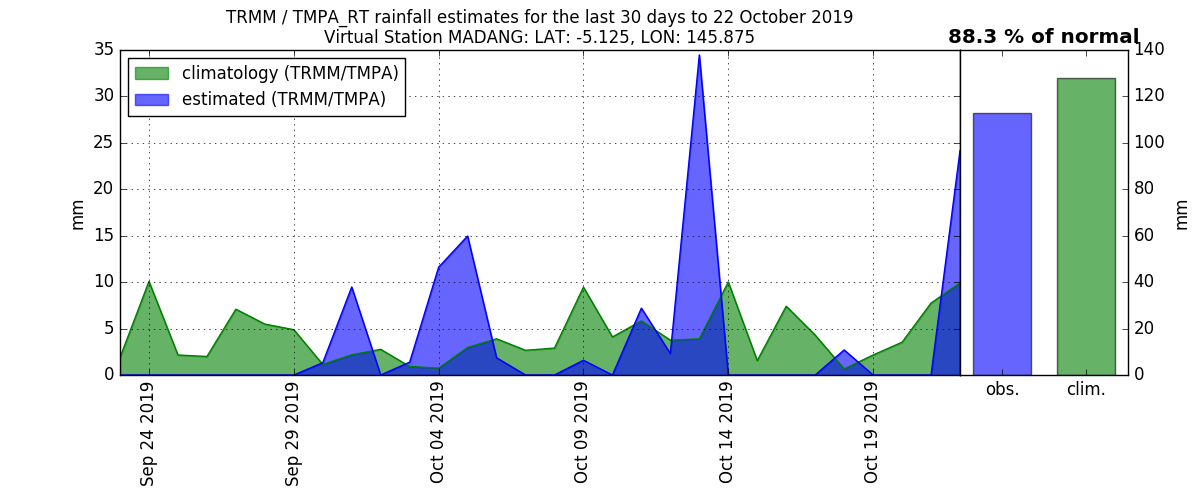 TRMM / TMPA_RT rainfall estimates for the last 30 days to 22 October 2019
Virtual Station MADANG: LAT: -5.125, LON: 145.875
88.3 % of normal
climatology (TRMM/TMPA)
estimated (TRMM/TMPA)
mm
35
30
25
20
15
10
5
0
Sep 24 2019
Sep 29 2019
Oct 04 2019
Oct 09 2019
Oct 14 2019
Oct 19 2019
obs.
clim.
140
120
100
80
60
40
20
0
mm